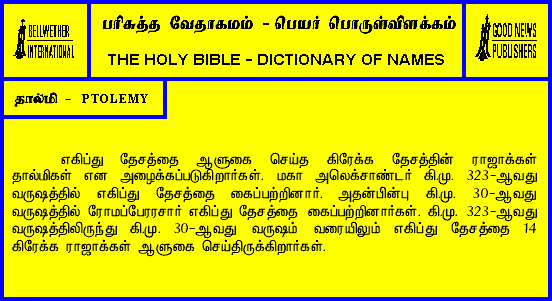 BELLWETHER
INTERNATIONAL
பரிசுத்த வேதாகமம் - பெயர் பொருள்விளக்கம்
THE HOLY BIBLE - DICTIONARY OF NAMES
GOOD NEWS
PUBLISHERS
தால்மி - PTOLEMY
எகிப்து தேசத்தை ஆளுகை செய்த கிரேக்க தேசத்தின் ராஜாக்கள்
தால்மிகள் என அழைக்கப்படுகிறார்கள். மகா அலெக்சாண்டர் கி.மு. 323-ஆவது
வருஷத்தில் எகிப்து தேசத்தை கைப்பற்றினார். அதன்பின்பு கி.மு. 30-ஆவது
வருஷத்தில் ரோமப்பேரரசார் எகிப்து தேசத்தை கைப்பற்றினார்கள். கி.மு. 323-ஆவது
வருஷத்திலிருந்து கி.மு. 30-ஆவது வருஷம் வரையிலும் எகிப்து தேசத்தை 14
கிரேக்க ராஜாக்கள் ஆளுகை செய்திருக்கிறார்கள்.